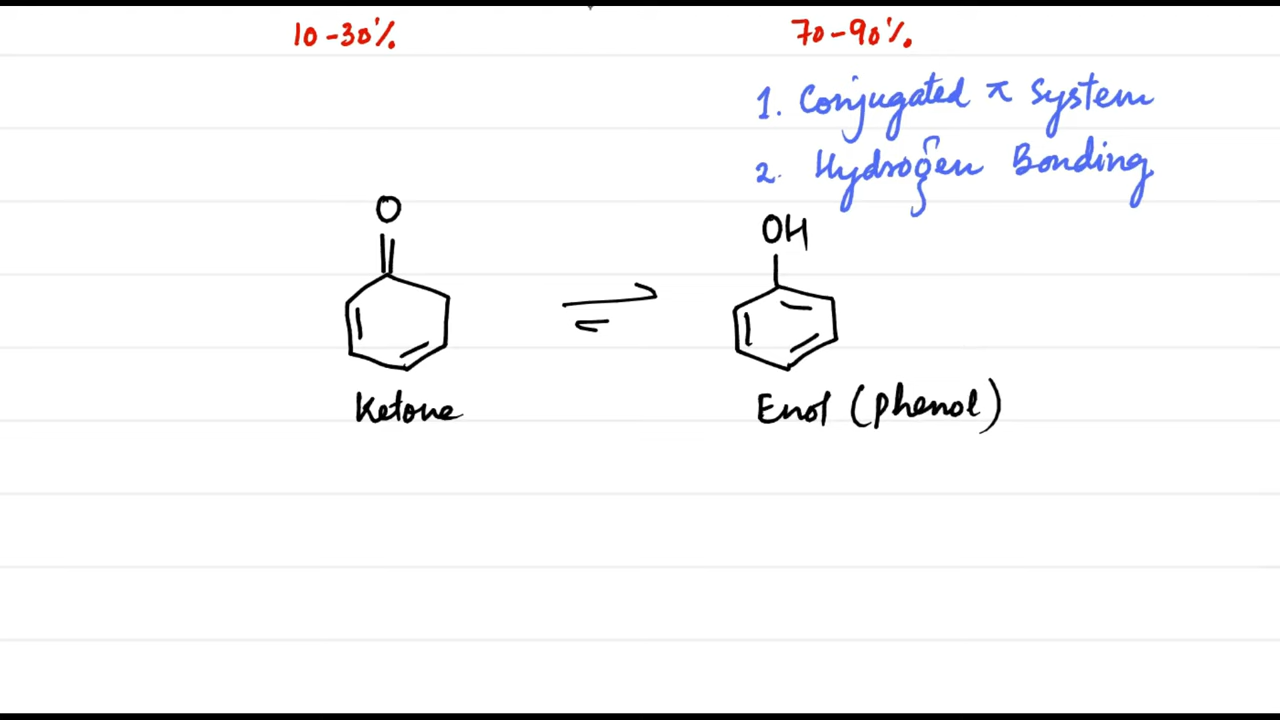 10-30%
70-90%
1. Conjugated π System
2. Hydrogen Bonding
O
OH
Ketone
Enol (phenol)